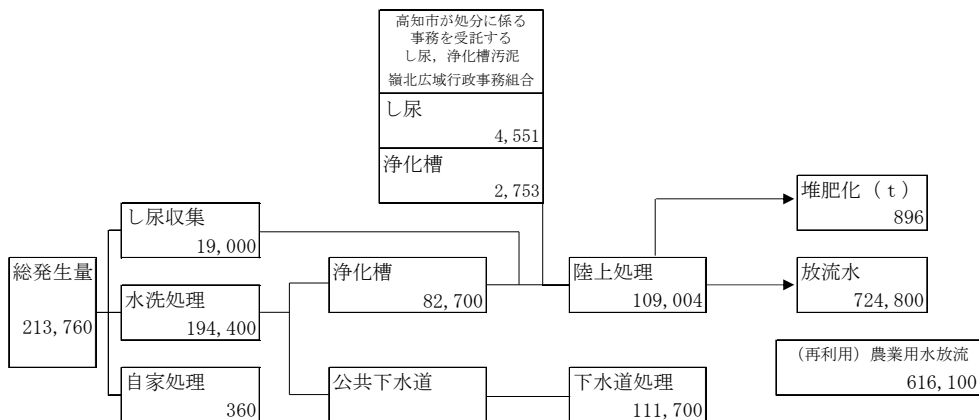 高知市が処分に係る
事務を受託する
し尿，浄化槽汚泥
嶺北広域行政事務組合
し尿
4,551
浄化槽
2,753
堆肥化（ｔ）
896
し尿収集
19,000
総発生量
213,760
水洗処理
194,400
浄化槽
82,700
陸上処理
109,004
放流水
724,800
（再利用）農業用水放流
616,100
自家処理
360
公共下水道
下水道処理
111,700